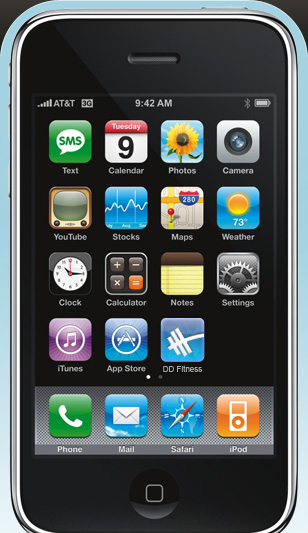 AT&T 3G 9:42 AM
SMS Tuesday 9 280 73°
Text Calendar Photos Camera
YouTube Stocks Maps Weather
Clock Calculator Notes Settings
iTunes App Store DD Fitness
Phone Mail Safari iPod